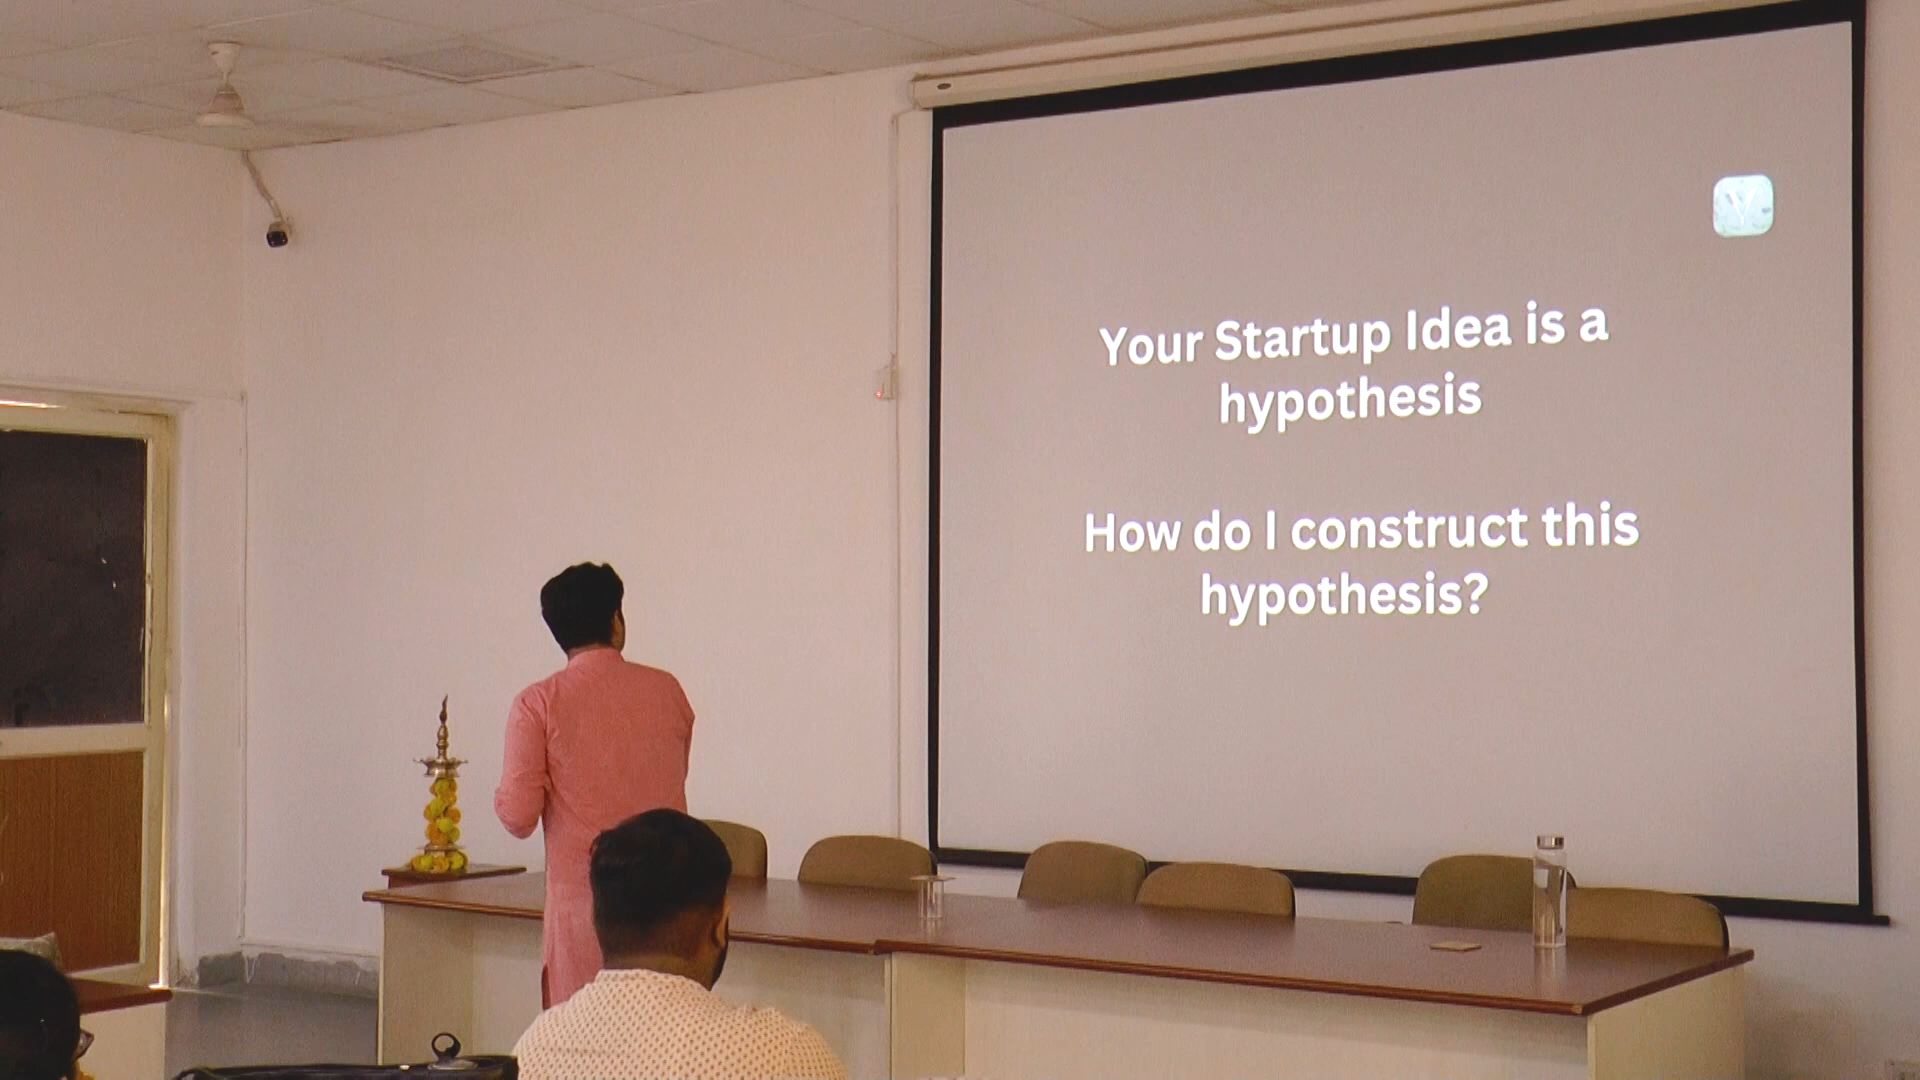 Your Startup Idea is a
hypothesis
How do I construct this
hypothesis?
Y